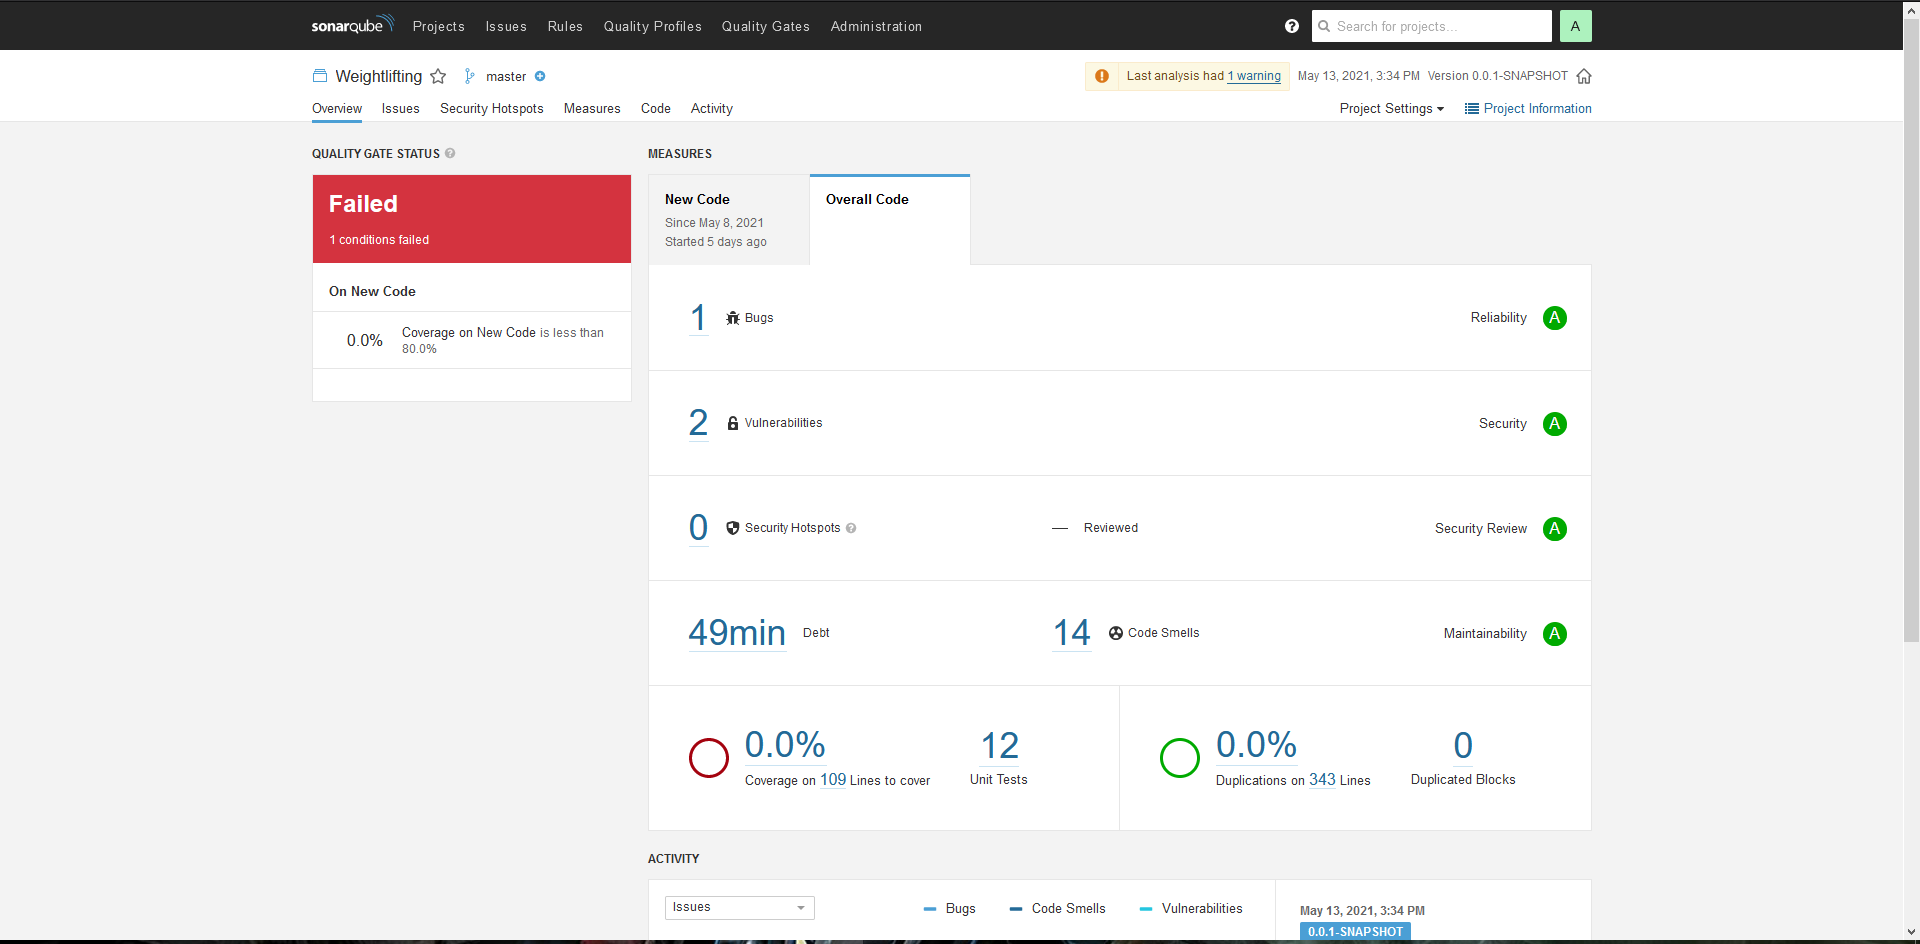 sonarqube Projects Issues Rules Quality Profiles Quality Gates Administration ? Search for projects... A
Weightlifting master Last analysis had 1 warning May 13, 2021, 3:34 PM Version 0.0.1-SNAPSHOT
Overview Issues Security Hotspots Measures Code Activity Project Settings Project Information
QUALITY GATE STATUS ?
Failed
1 conditions failed
On New Code
0.0% Coverage on New Code is less than
80.0%
MEASURES
New Code
Since May 8, 2021
Started 5 days ago
Overall Code
1 Bugs Reliability A
2 Vulnerabilities Security A
0 Security Hotspots ? — Reviewed Security Review A
49min Debt 14 Code Smells Maintainability A
0.0%
Coverage on 109 Lines to cover
12
Unit Tests
0.0%
Duplications on 343 Lines
0
Duplicated Blocks
ACTIVITY
Issues Bugs Code Smells Vulnerabilities
May 13, 2021, 3:34 PM
0.0.1-SNAPSHOT